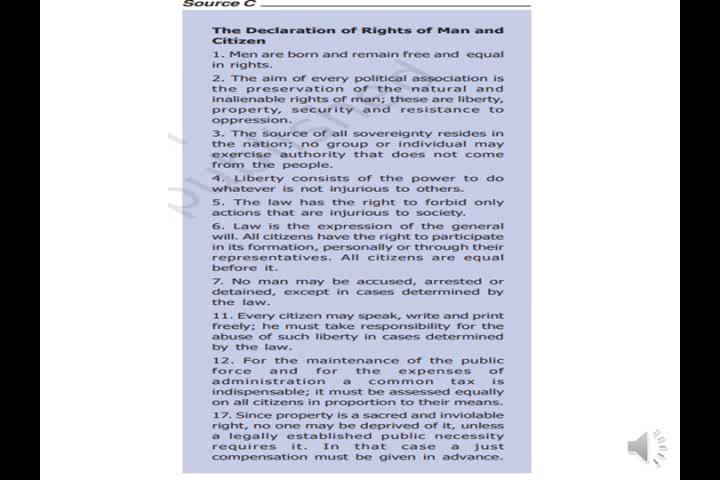 Source C
The Declaration of Rights of Man and
Citizen
1. Men are born and remain free and equal
in rights.
2. The aim of every political association is
the preservation of the natural and
inalienable rights of man; these are liberty,
property, security and resistance to
oppression.
3. The source of all sovereignty resides in
the nation; no group or individual may
exercise authority that does not come
from the people.
4. Liberty consists of the power to do
whatever is not injurious to others.
5. The law has the right to forbid only
actions that are injurious to society.
6. Law is the expression of the general
will. All citizens have the right to participate
in its formation, personally or through their
representatives. All citizens are equal
before it.
7. No man may be accused, arrested or
detained, except in cases determined by
the law.
11. Every citizen may speak, write and print
freely; he must take responsibility for the
abuse of such liberty in cases determined
by the law.
12. For the maintenance of the public
force and for the expenses of
administration a common tax is
indispensable; it must be assessed equally
on all citizens in proportion to their means.
17. Since property is a sacred and inviolable
right, no one may be deprived of it, unless
a legally established public necessity
requires it. In that case a just
compensation must be given in advance.